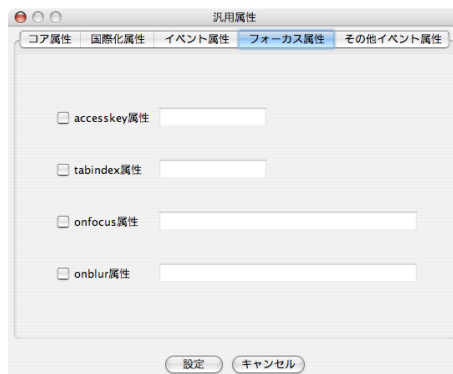 汎用属性
コア属性 国際化属性 イベント属性 フォーカス属性 その他イベント属性
accesskey属性
tabindex属性
onfocus属性
onblur属性
設定 キャンセル